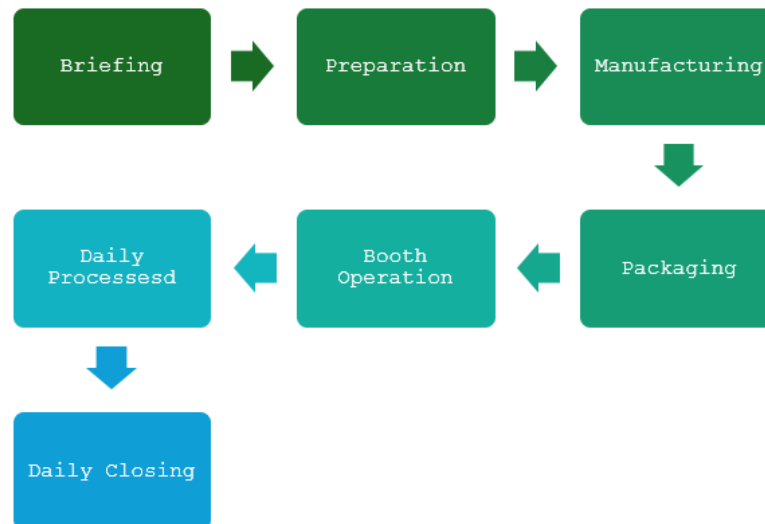 Briefing
Preparation
Manufacturing
Packaging
Booth
Operation
Daily
Processesd
Daily Closing